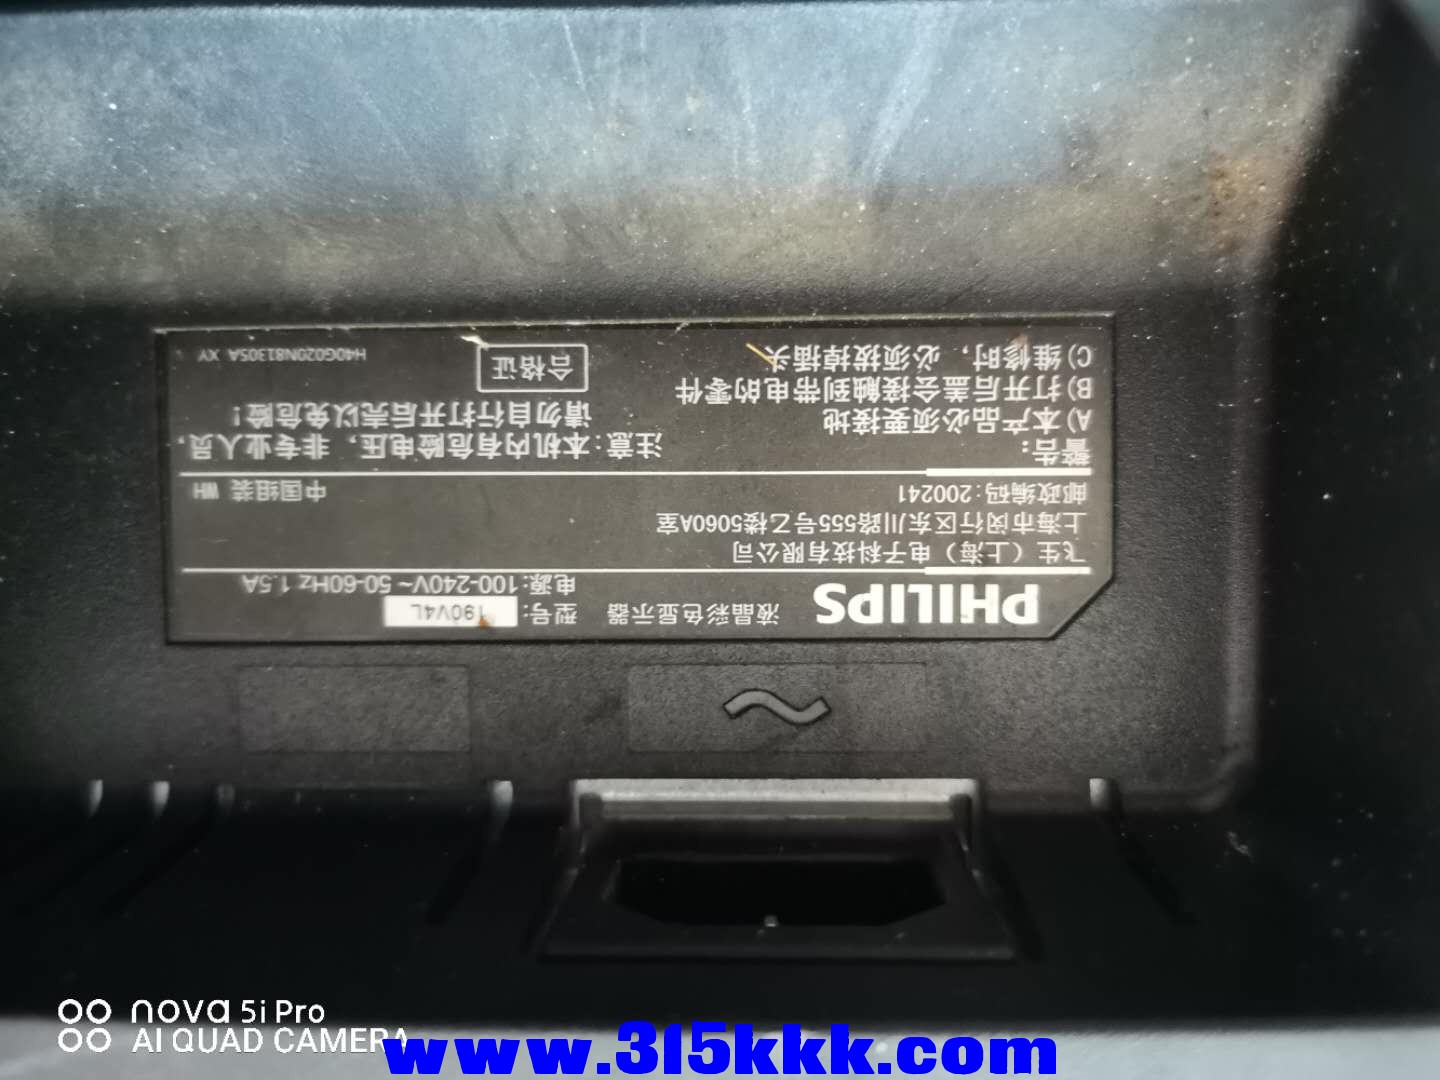 PHILIPS 液晶彩色显示器 型号: 190V4L
电源:100-240V~ 50-60Hz 1.5A
飞生（上海）电子科技有限公司
上海市闵行区东川路555号乙楼5060A室
邮政编码:200241 中国组装 WH
警告:
A)本产品必须要接地
B)打开后盖会接触到带电的零件
C)维修时，必须拔掉插头
注意:本机内有危险电压，非专业人员，
请勿自行打开后壳以免危险！
合格证
H40G020N81305A XY
nova 5i Pro
AI QUAD CAMERA
www.315kkk.com